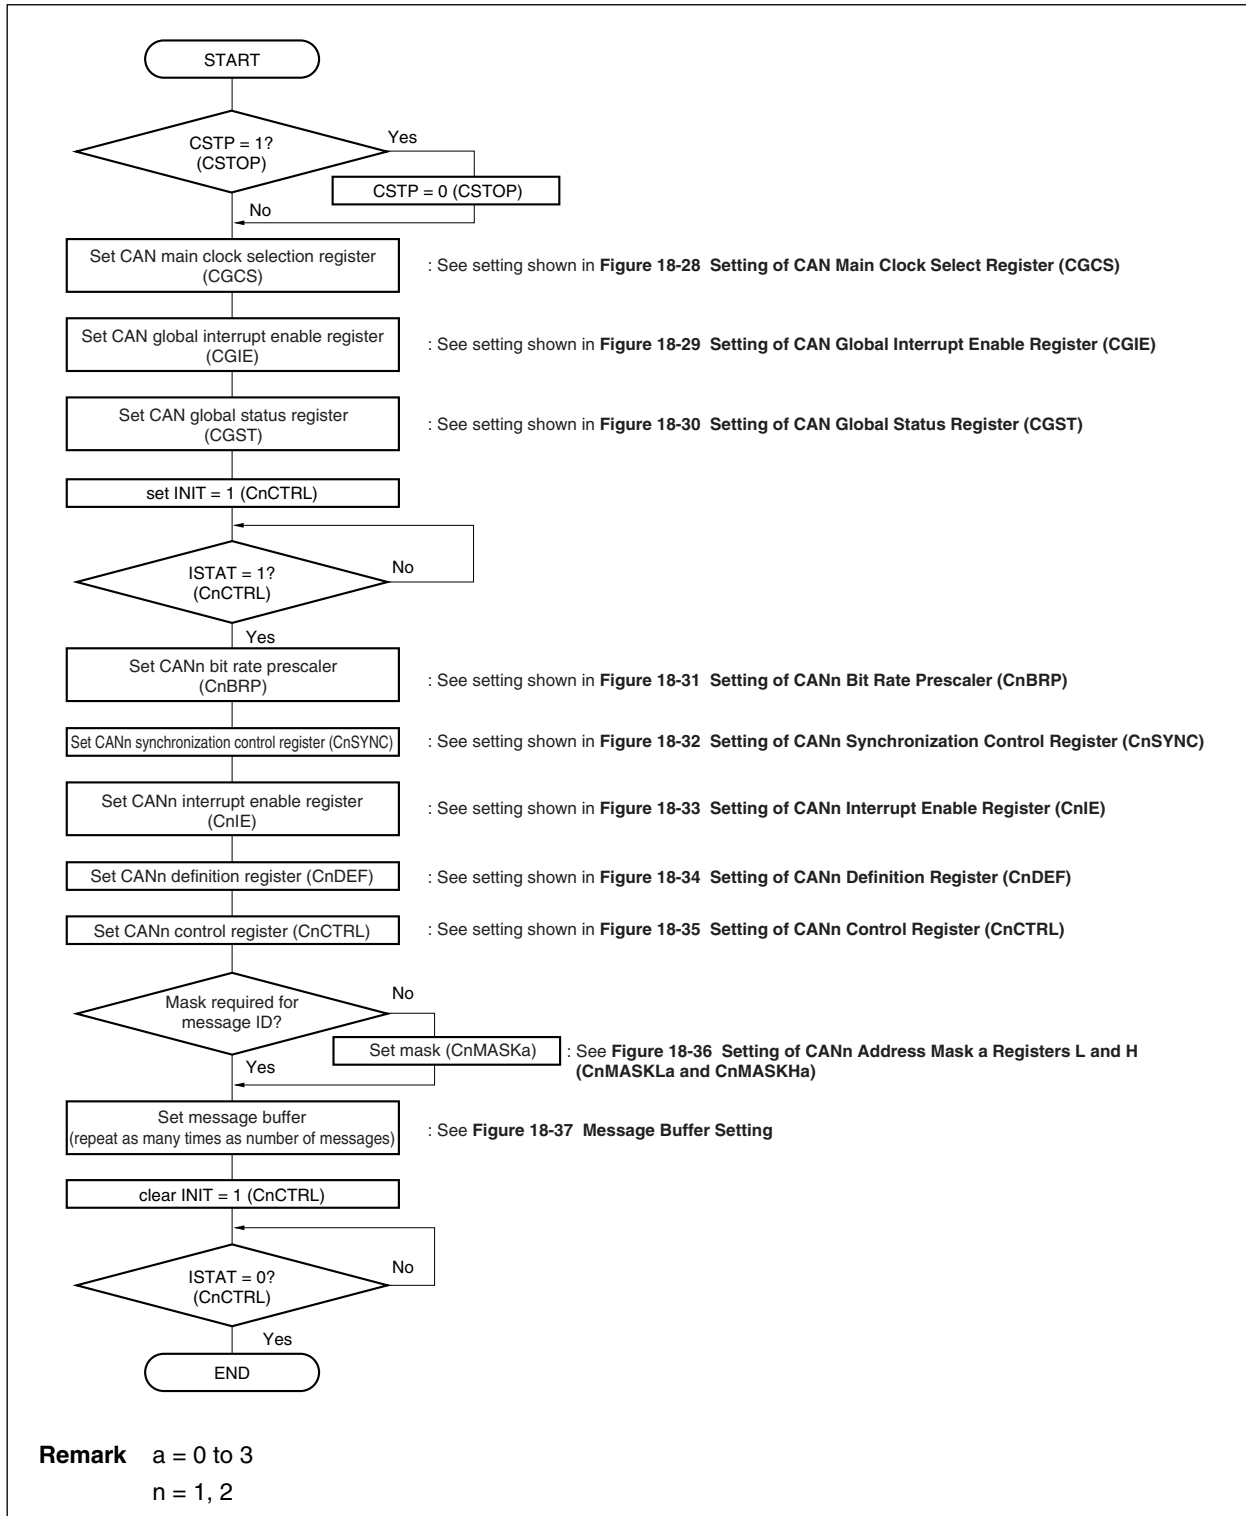 START
CSTP = 1?
(CSTOP)
Yes
CSTP = 0 (CSTOP)
No
Set CAN main clock selection register
(CGCS)
: See setting shown in Figure 18-28 Setting of CAN Main Clock Select Register (CGCS)
Set CAN global interrupt enable register
(CGIE)
: See setting shown in Figure 18-29 Setting of CAN Global Interrupt Enable Register (CGIE)
Set CAN global status register
(CGST)
: See setting shown in Figure 18-30 Setting of CAN Global Status Register (CGST)
set INIT = 1 (CnCTRL)
ISTAT = 1?
(CnCTRL)
No
Yes
Set CANn bit rate prescaler
(CnBRP)
: See setting shown in Figure 18-31 Setting of CANn Bit Rate Prescaler (CnBRP)
Set CANn synchronization control register (CnSYNC)
: See setting shown in Figure 18-32 Setting of CANn Synchronization Control Register (CnSYNC)
Set CANn interrupt enable register
(CnIE)
: See setting shown in Figure 18-33 Setting of CANn Interrupt Enable Register (CnIE)
Set CANn definition register (CnDEF)
: See setting shown in Figure 18-34 Setting of CANn Definition Register (CnDEF)
Set CANn control register (CnCTRL)
: See setting shown in Figure 18-35 Setting of CANn Control Register (CnCTRL)
Mask required for
message ID?
No
Set mask (CnMASKa)
: See Figure 18-36 Setting of CANn Address Mask a Registers L and H
(CnMASKLa and CnMASKHa)
Yes
Set message buffer
(repeat as many times as number of messages)
: See Figure 18-37 Message Buffer Setting
clear INIT = 1 (CnCTRL)
ISTAT = 0?
(CnCTRL)
No
Yes
END
Remark a = 0 to 3
n = 1, 2